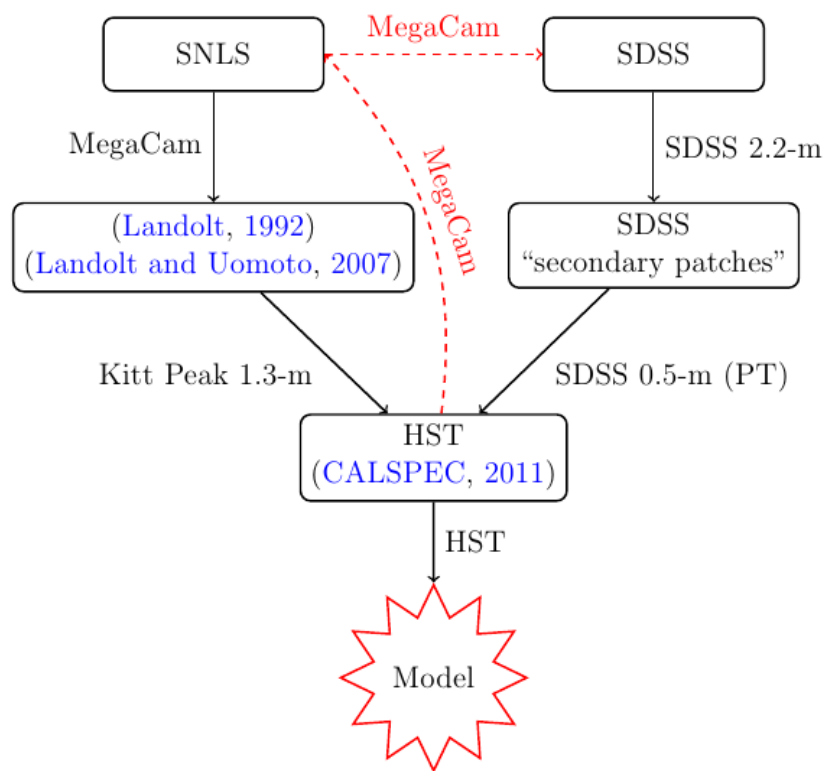 MegaCam
SNLS
SDSS
MegaCam
SDSS 2.2-m
MegaCam
(Landolt, 1992)
(Landolt and Uomoto, 2007)
SDSS
“secondary patches”
Kitt Peak 1.3-m
SDSS 0.5-m (PT)
HST
(CALSPEC, 2011)
HST
Model